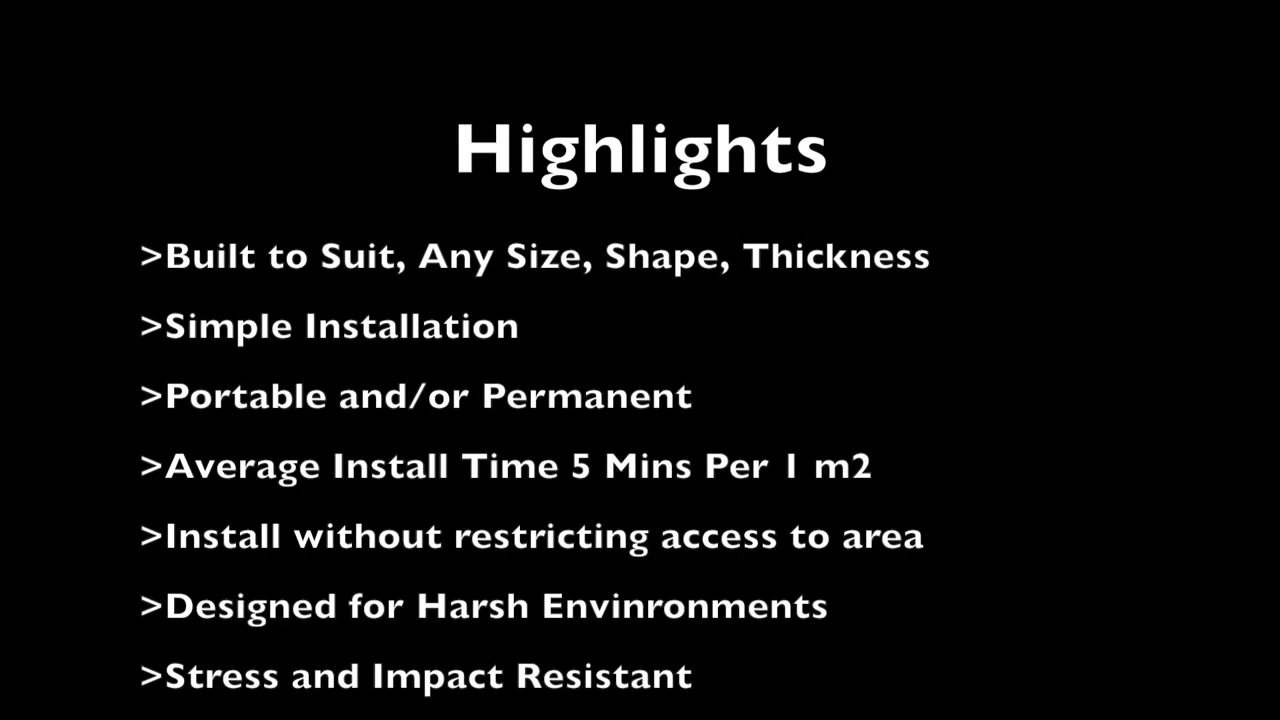 Highlights
>Built to Suit, Any Size, Shape, Thickness
>Simple Installation
>Portable and/or Permanent
>Average Install Time 5 Mins Per 1 m2
>Install without restricting access to area
>Designed for Harsh Envinronments
>Stress and Impact Resistant